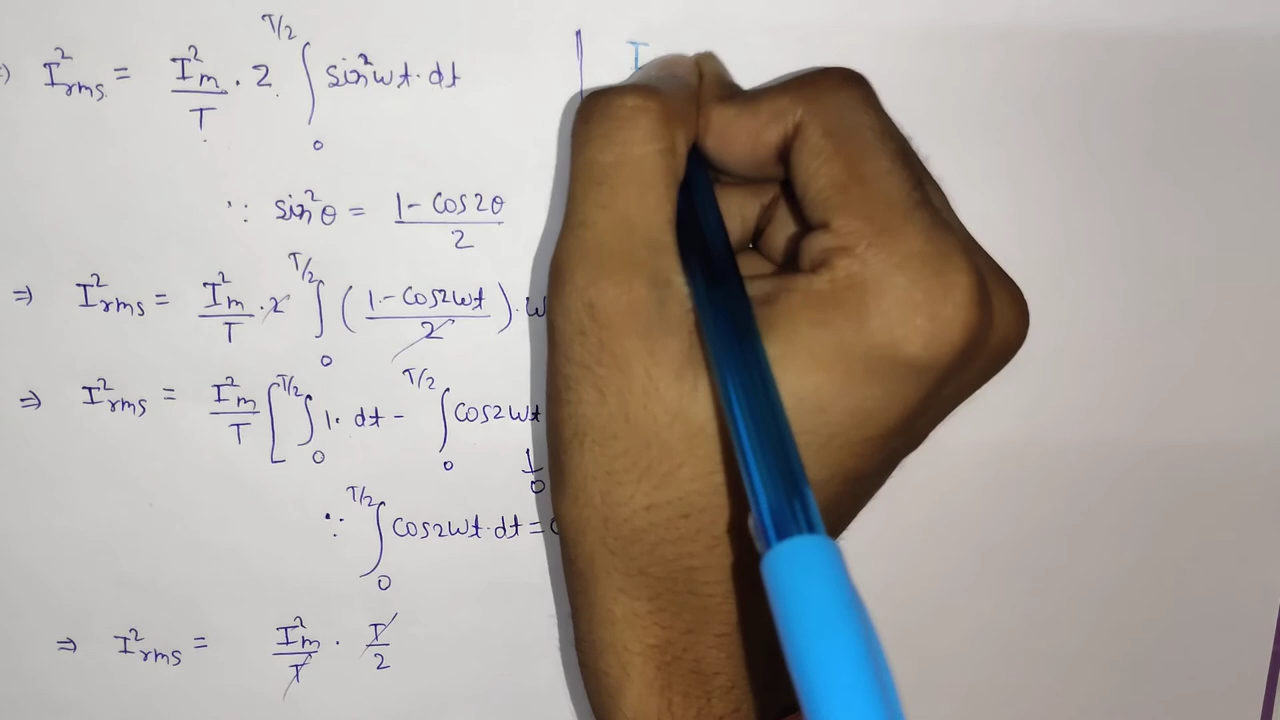 ⇒ I²rms = I²m/T · 2 ∫₀^(T/2) sin²ωt · dt
∵ sin²θ = (1 - cos2θ)/2
⇒ I²rms = I²m/T · 2 ∫₀^(T/2) ((1 - cos2ωt)/2) · ω
⇒ I²rms = I²m/T [ ∫₀^(T/2) 1 · dt - ∫₀^(T/2) cos2ωt
↓
0
∵ ∫₀^(T/2) cos2ωt · dt = 0
⇒ I²rms = I²m/T · T/2
I